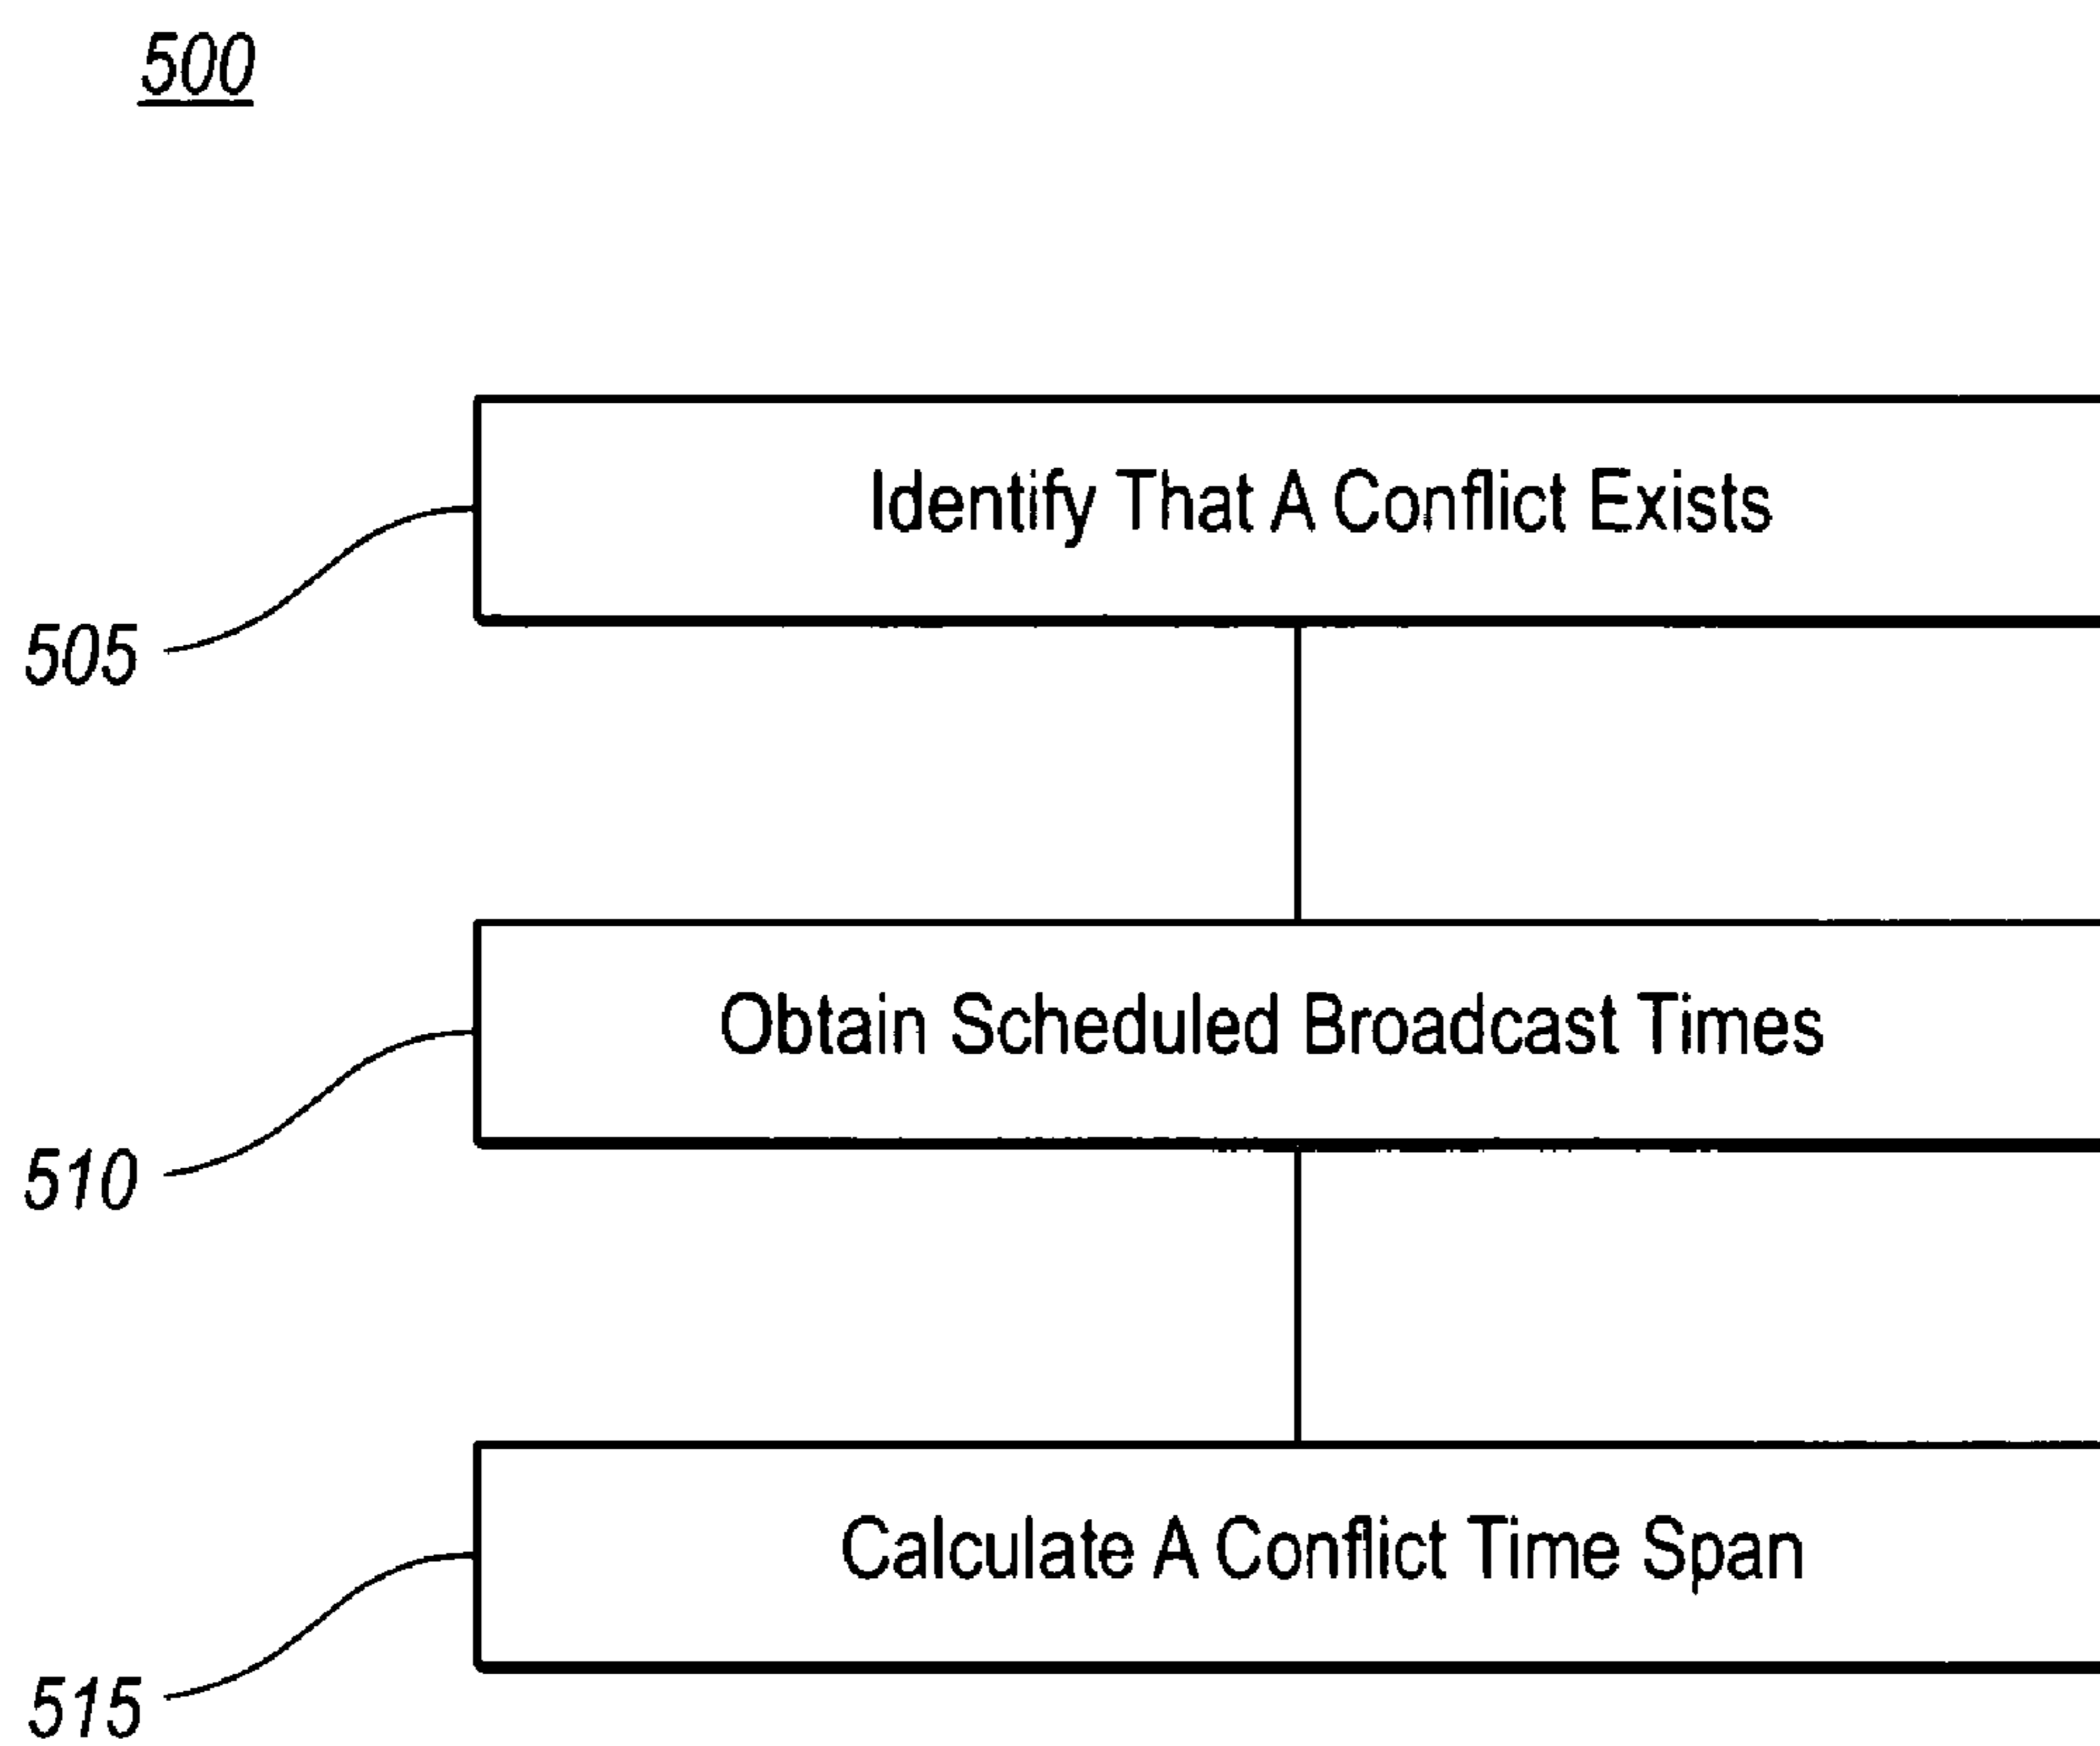 500
Identify That A Conflict Exists
505
Obtain Scheduled Broadcast Times
510
Calculate A Conflict Time Span
515